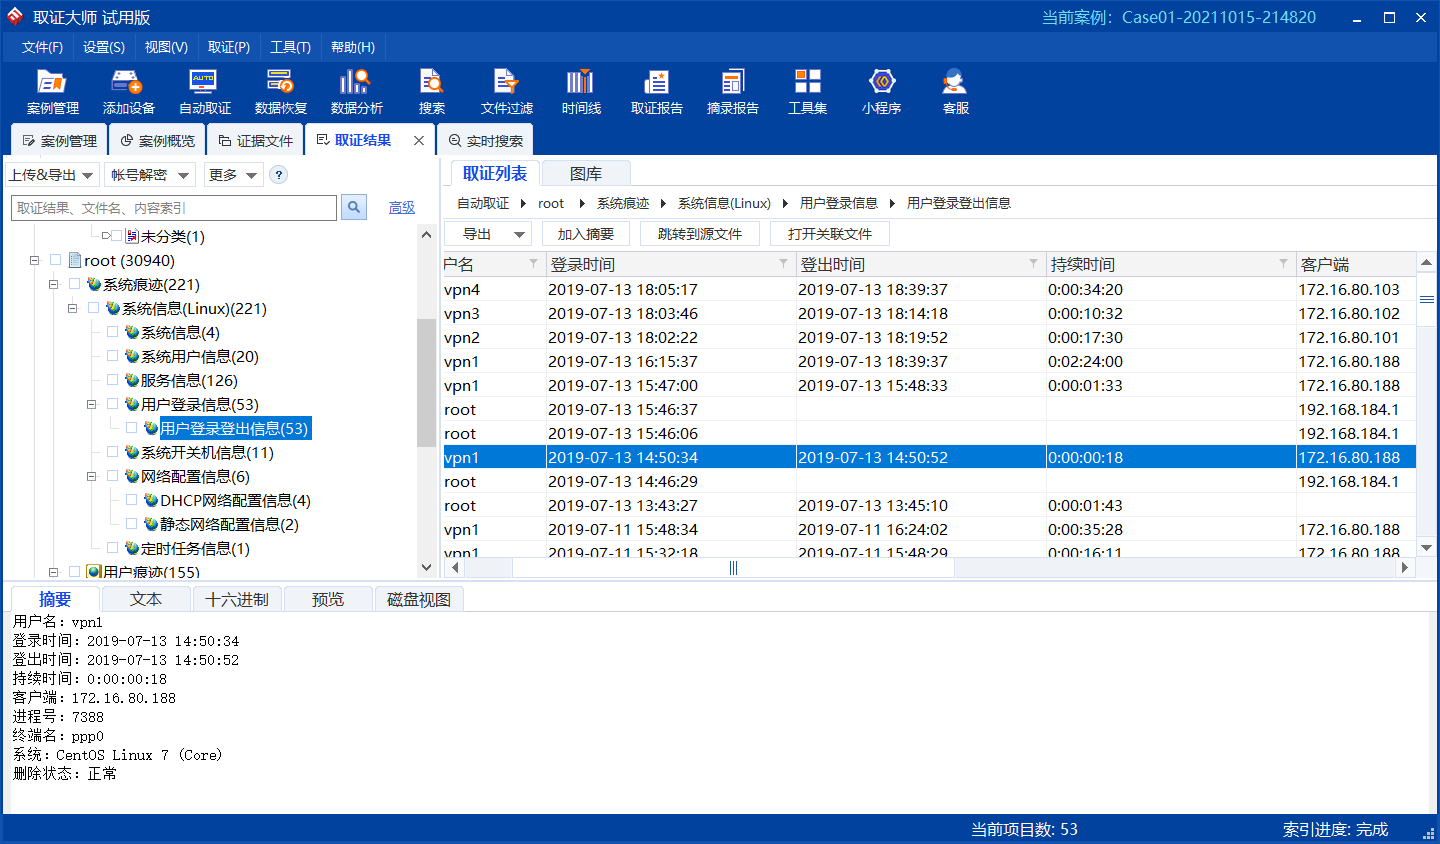 取证大师 试用版
当前案例：Case01-20211015-214820
文件(F) 设置(S) 视图(V) 取证(P) 工具(T) 帮助(H)
AUTO
案例管理 添加设备 自动取证 数据恢复 数据分析 搜索 文件过滤 时间线 取证报告 摘录报告 工具集 小程序 客服
案例管理 案例概览 证据文件 取证结果 实时搜索
上传&导出 帐号解密 更多 ?
取证结果、文件名、内容索引 高级
未分类(1)
root (30940)
系统痕迹(221)
系统信息(Linux)(221)
系统信息(4)
系统用户信息(20)
服务信息(126)
用户登录信息(53)
用户登录登出信息(53)
系统开关机信息(11)
网络配置信息(6)
DHCP网络配置信息(4)
静态网络配置信息(2)
定时任务信息(1)
用户痕迹(155)
取证列表 图库
自动取证 root 系统痕迹 系统信息(Linux) 用户登录信息 用户登录登出信息
导出 加入摘要 跳转到源文件 打开关联文件
户名 登录时间 登出时间 持续时间 客户端
vpn4 2019-07-13 18:05:17 2019-07-13 18:39:37 0:00:34:20 172.16.80.103
vpn3 2019-07-13 18:03:46 2019-07-13 18:14:18 0:00:10:32 172.16.80.102
vpn2 2019-07-13 18:02:22 2019-07-13 18:19:52 0:00:17:30 172.16.80.101
vpn1 2019-07-13 16:15:37 2019-07-13 18:39:37 0:02:24:00 172.16.80.188
vpn1 2019-07-13 15:47:00 2019-07-13 15:48:33 0:00:01:33 172.16.80.188
root 2019-07-13 15:46:37 192.168.184.1
root 2019-07-13 15:46:06 192.168.184.1
vpn1 2019-07-13 14:50:34 2019-07-13 14:50:52 0:00:00:18 172.16.80.188
root 2019-07-13 14:46:29 192.168.184.1
root 2019-07-13 13:43:27 2019-07-13 13:45:10 0:00:01:43
vpn1 2019-07-11 15:48:34 2019-07-11 16:24:02 0:00:35:28 172.16.80.188
vpn1 2019-07-11 15:32:18 2019-07-11 15:48:29 0:00:16:11 172.16.80.188
摘要 文本 十六进制 预览 磁盘视图
用户名：vpn1
登录时间：2019-07-13 14:50:34
登出时间：2019-07-13 14:50:52
持续时间：0:00:00:18
客户端：172.16.80.188
进程号：7388
终端名：ppp0
系统：CentOS Linux 7 (Core)
删除状态：正常
当前项目数: 53 索引进度: 完成